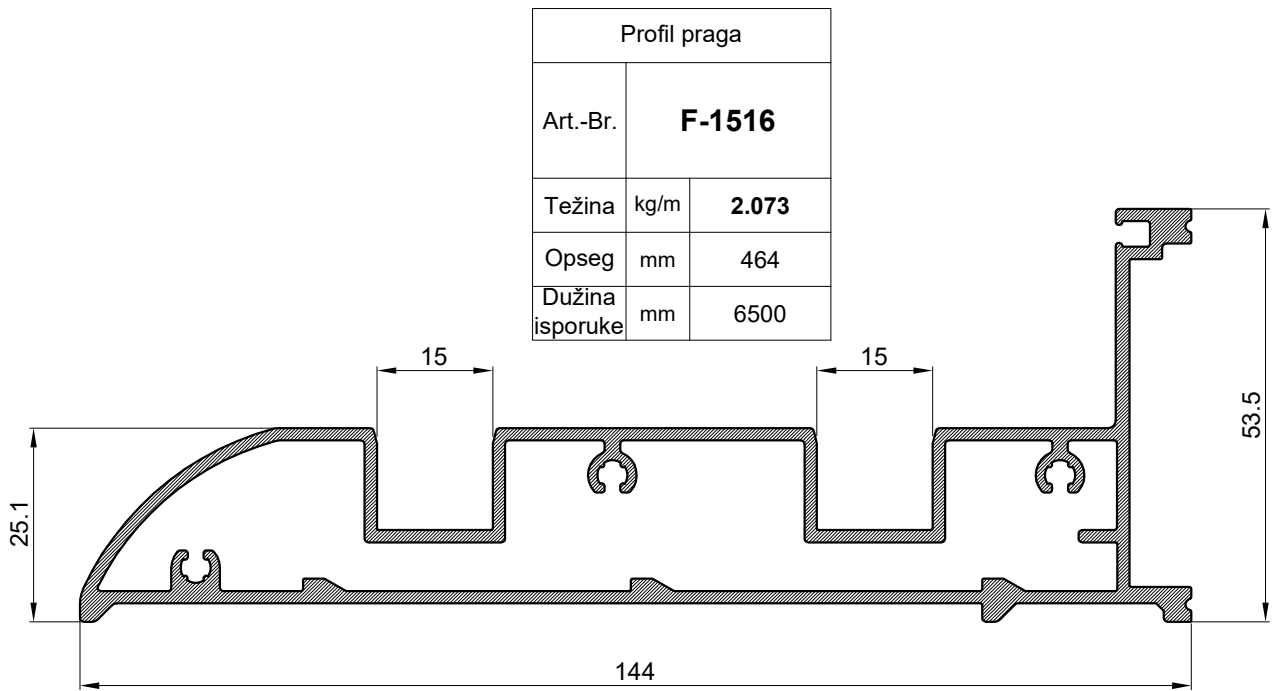 Profil praga
Art.-Br. F-1516
Težina kg/m 2.073
Opseg mm 464
Dužina
isporuke mm 6500
15 15
53.5
25.1
144